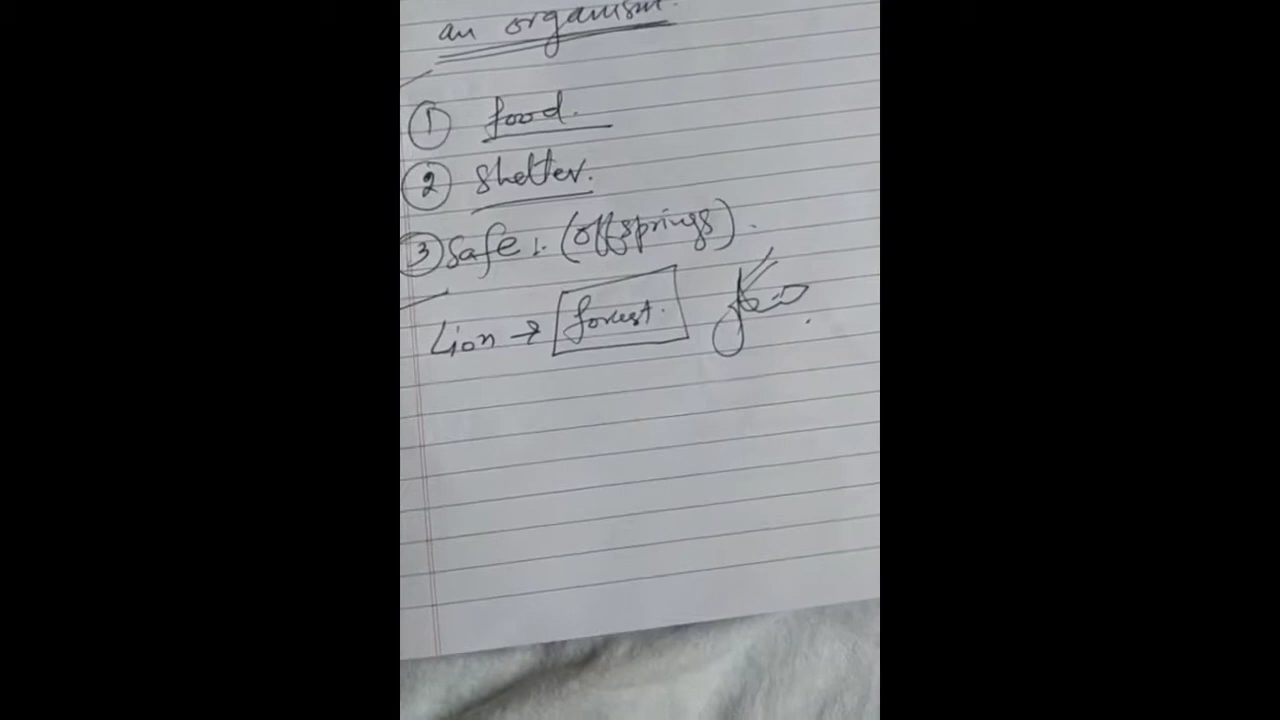 an organism.
① food.
② shelter.
③ Safe :. (offsprings).
Lion → forest.